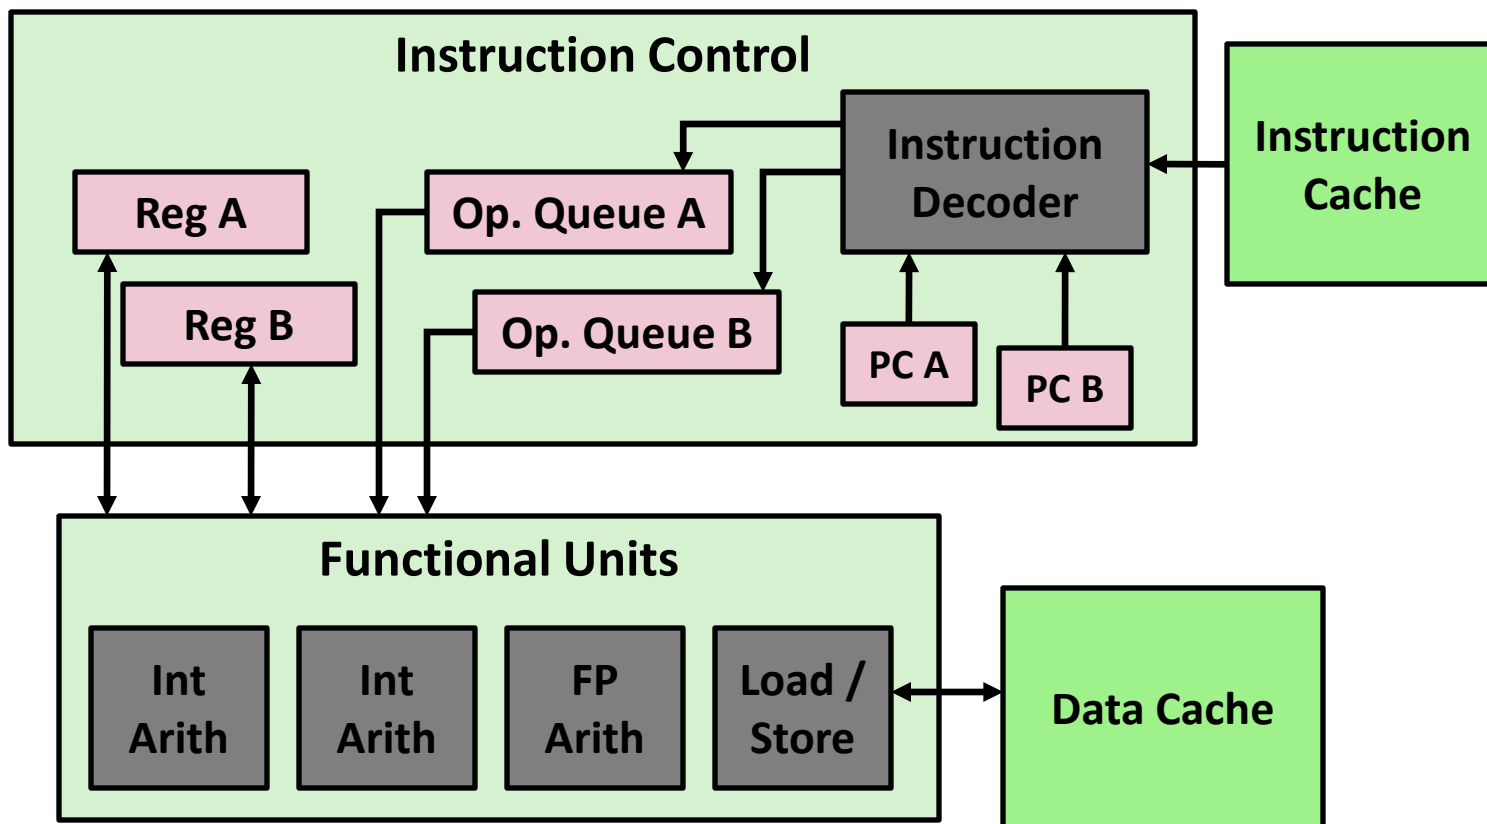 Instruction Control
Instruction
Decoder
Instruction
Cache
Reg A
Op. Queue A
Reg B
Op. Queue B
PC A
PC B
Functional Units
Int
Arith
Int
Arith
FP
Arith
Load /
Store
Data Cache